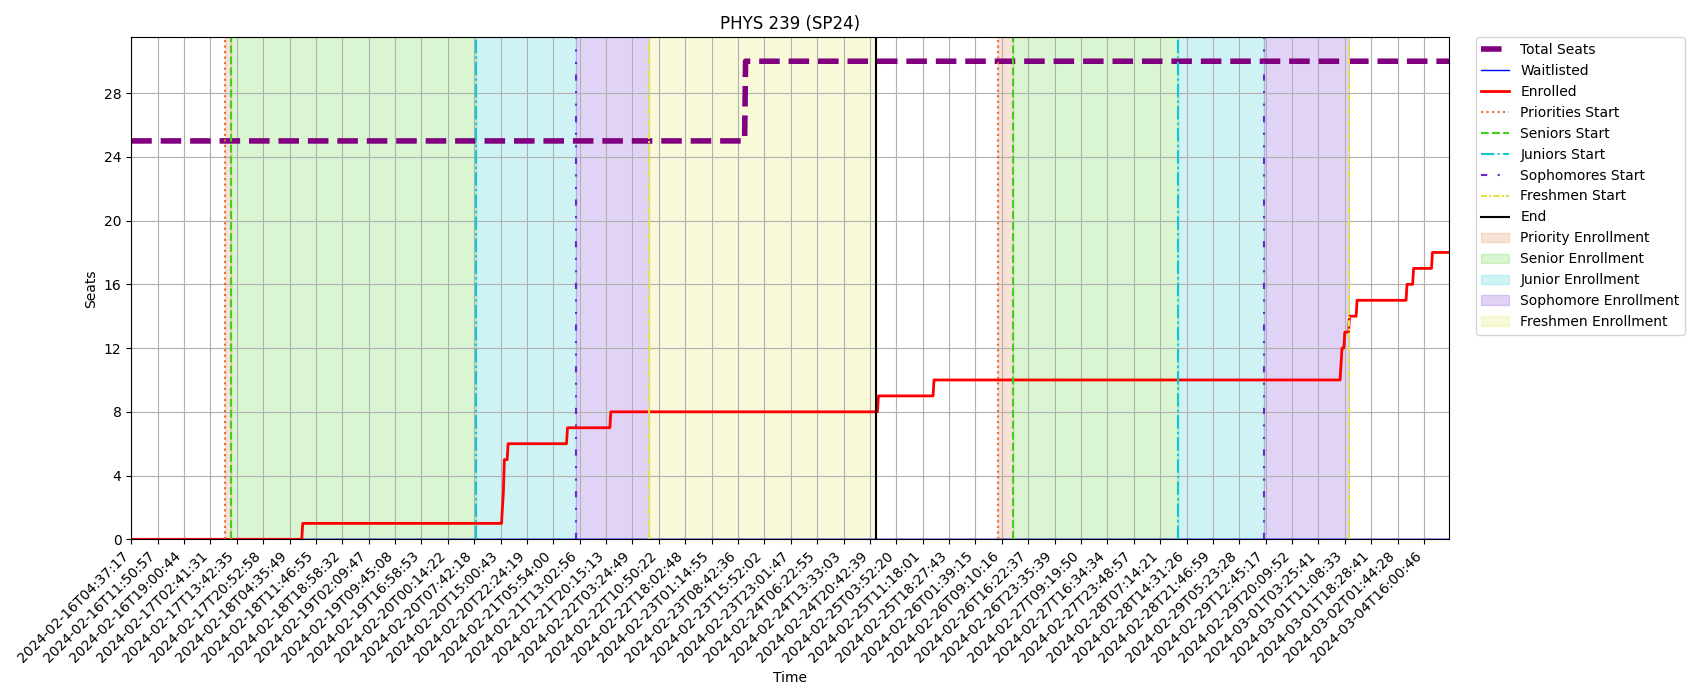 PHYS 239 (SP24)
Total Seats
Waitlisted
Enrolled
Priorities Start
Seniors Start
Juniors Start
Sophomores Start
Freshmen Start
End
Priority Enrollment
Senior Enrollment
Junior Enrollment
Sophomore Enrollment
Freshmen Enrollment
Seats
28
24
20
16
12
8
4
0
2024-02-16T04:37:17
2024-02-16T11:50:57
2024-02-16T19:00:44
2024-02-17T02:41:31
2024-02-17T13:42:35
2024-02-17T20:52:58
2024-02-18T04:35:49
2024-02-18T11:46:55
2024-02-18T18:58:32
2024-02-19T02:09:47
2024-02-19T09:45:08
2024-02-19T16:58:53
2024-02-20T00:14:22
2024-02-20T07:42:18
2024-02-20T15:00:43
2024-02-20T22:24:19
2024-02-21T05:54:00
2024-02-21T13:02:56
2024-02-21T20:15:13
2024-02-22T03:24:49
2024-02-22T10:50:22
2024-02-22T18:02:48
2024-02-23T01:14:55
2024-02-23T08:42:36
2024-02-23T15:52:02
2024-02-23T23:01:47
2024-02-24T06:22:55
2024-02-24T13:33:03
2024-02-24T20:42:39
2024-02-25T03:52:20
2024-02-25T11:18:01
2024-02-25T18:27:43
2024-02-26T01:39:15
2024-02-26T09:10:16
2024-02-26T16:22:37
2024-02-26T23:35:39
2024-02-27T09:19:50
2024-02-27T16:34:34
2024-02-27T23:48:57
2024-02-28T07:14:21
2024-02-28T14:31:26
2024-02-28T21:46:59
2024-02-29T05:23:28
2024-02-29T12:45:17
2024-02-29T20:09:52
2024-03-01T03:25:41
2024-03-01T11:08:33
2024-03-01T18:28:41
2024-03-02T01:44:28
2024-03-04T16:00:46
Time